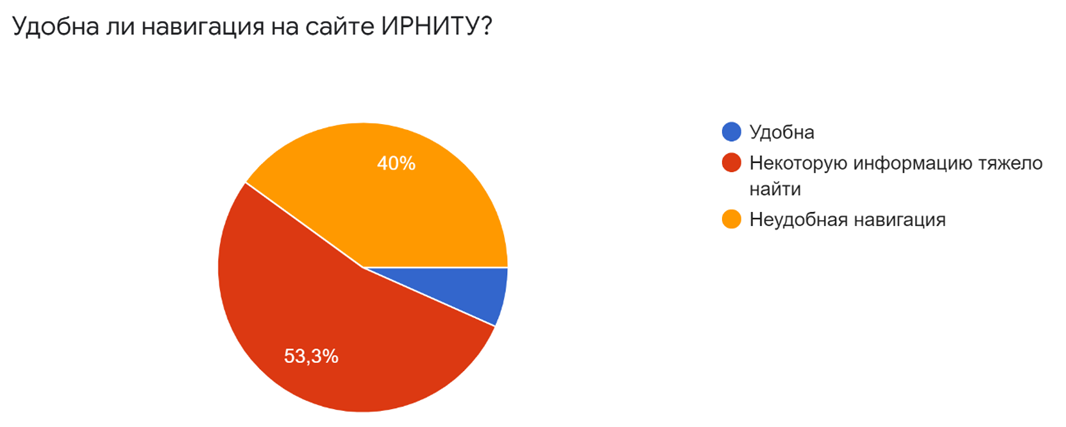 Удобна ли навигация на сайте ИРНИТУ?
40%
53,3%
Удобна
Некоторую информацию тяжело
найти
Неудобная навигация